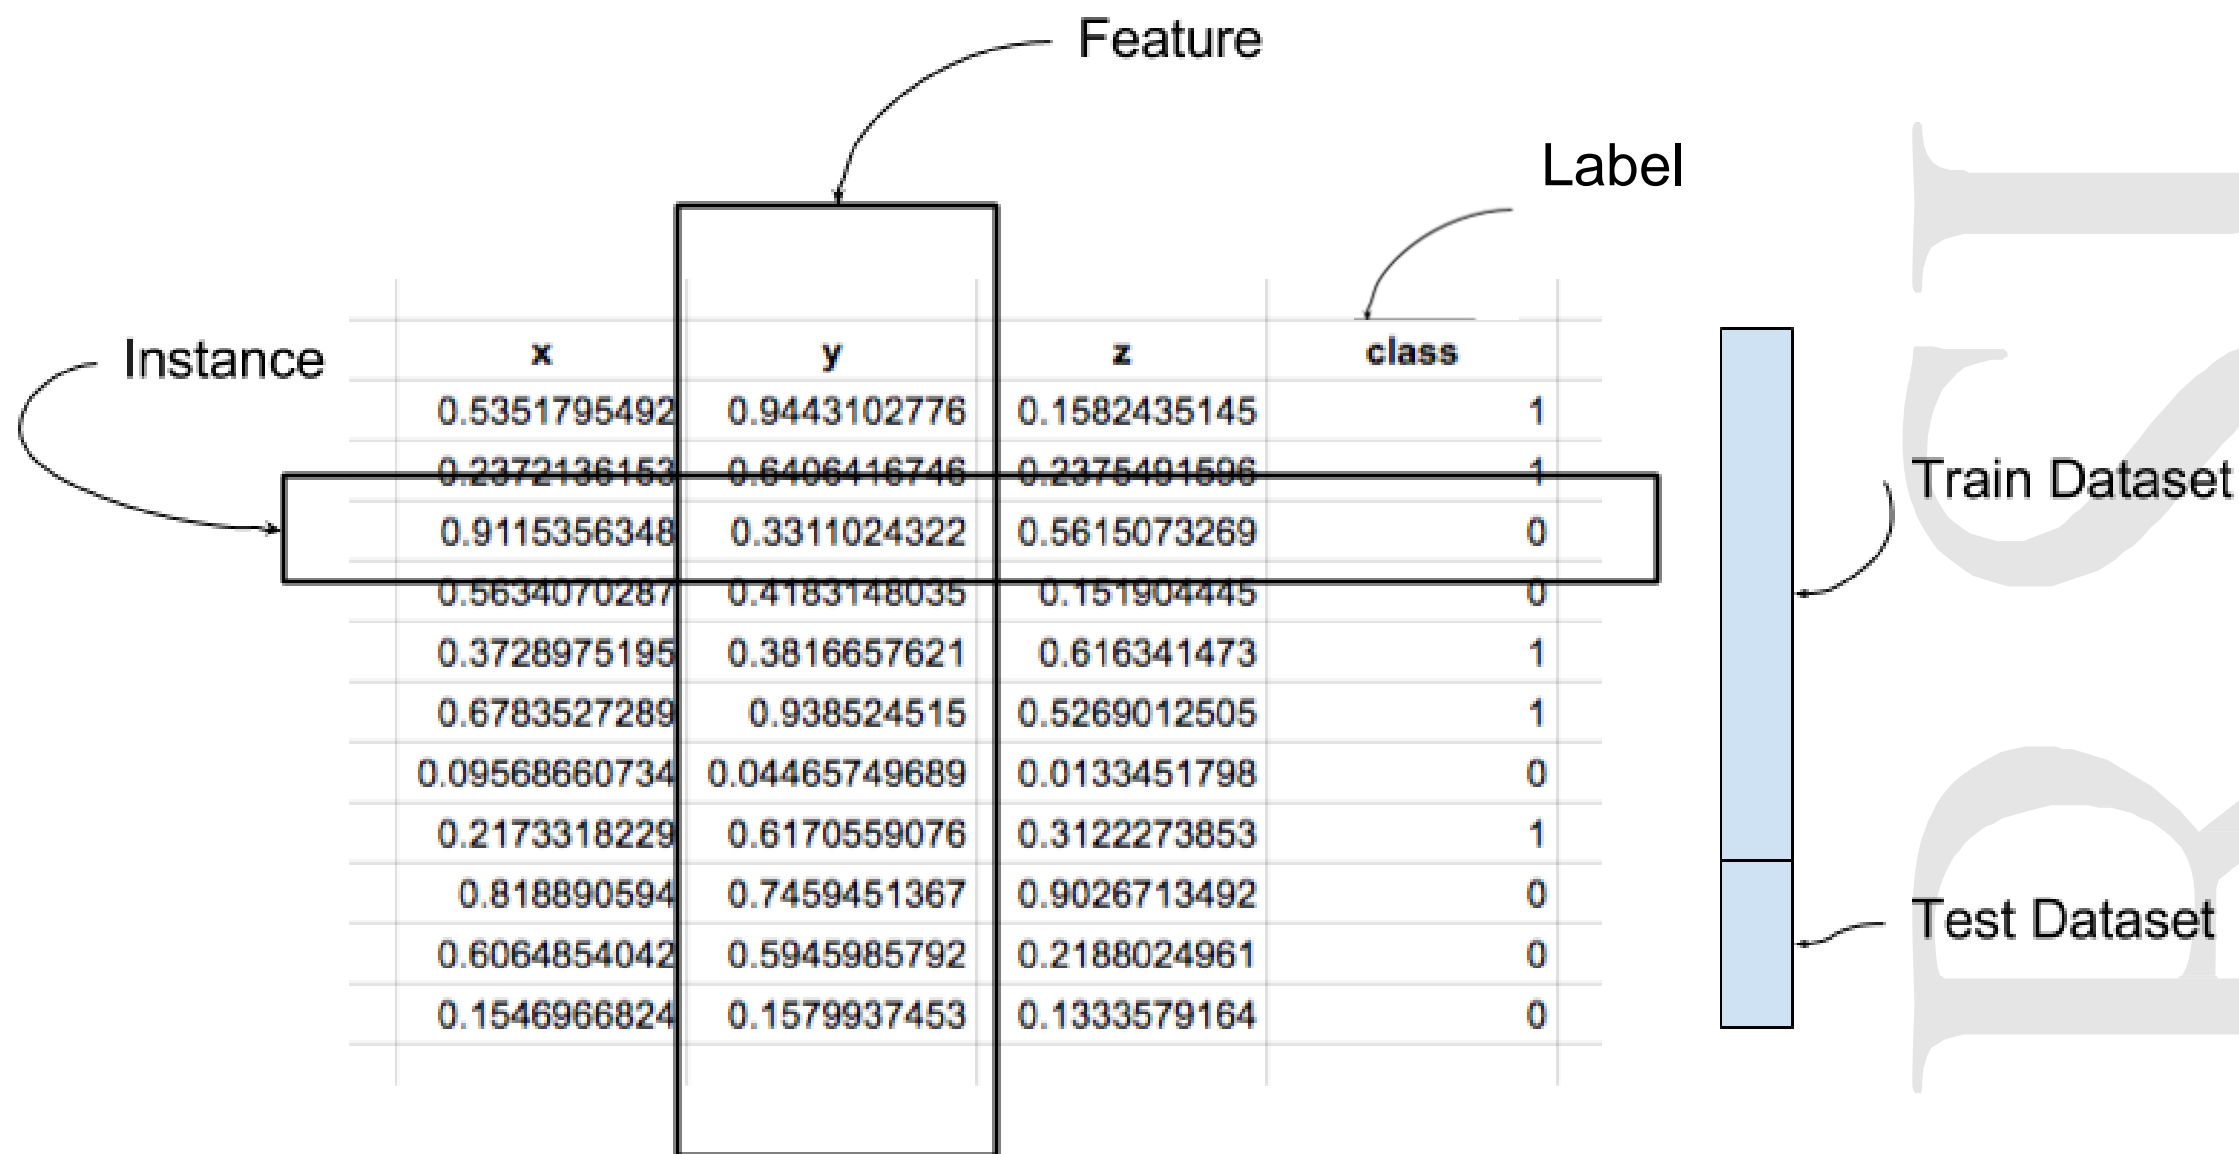 Feature
Label
Instance
x y z class
0.5351795492 0.9443102776 0.1582435145 1
0.2372136153 0.6406416746 0.2375491596 1
0.9115356348 0.3311024322 0.5615073269 0
0.5634070287 0.4183148035 0.151904445 0
0.3728975195 0.3816657621 0.616341473 1
0.6783527289 0.938524515 0.5269012505 1
0.09568660734 0.04465749689 0.0133451798 0
0.2173318229 0.6170559076 0.3122273853 1
0.818890594 0.7459451367 0.9026713492 0
0.6064854042 0.5945985792 0.2188024961 0
0.1546966824 0.1579937453 0.1333579164 0
Train Dataset
Test Dataset